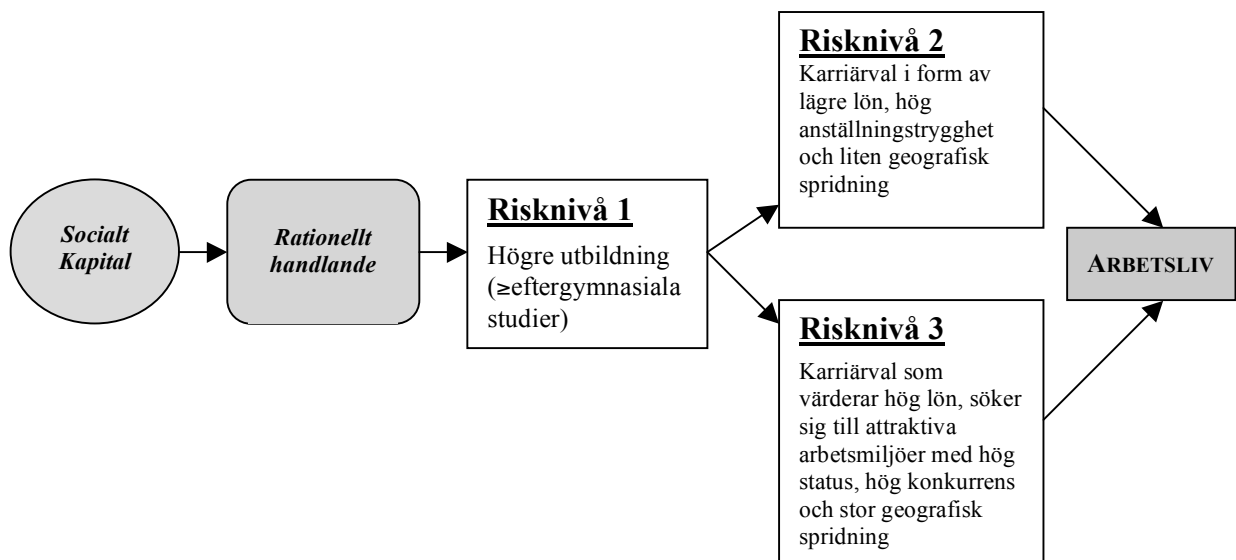 Socialt
Kapital
Rationellt
handlande
Risknivå 1
Högre utbildning
(≥eftergymnasiala
studier)
Risknivå 2
Karriärval i form av
lägre lön, hög
anställningstrygghet
och liten geografisk
spridning
Risknivå 3
Karriärval som
värderar hög lön, söker
sig till attraktiva
arbetsmiljöer med hög
status, hög konkurrens
och stor geografisk
spridning
ARBETSLIV